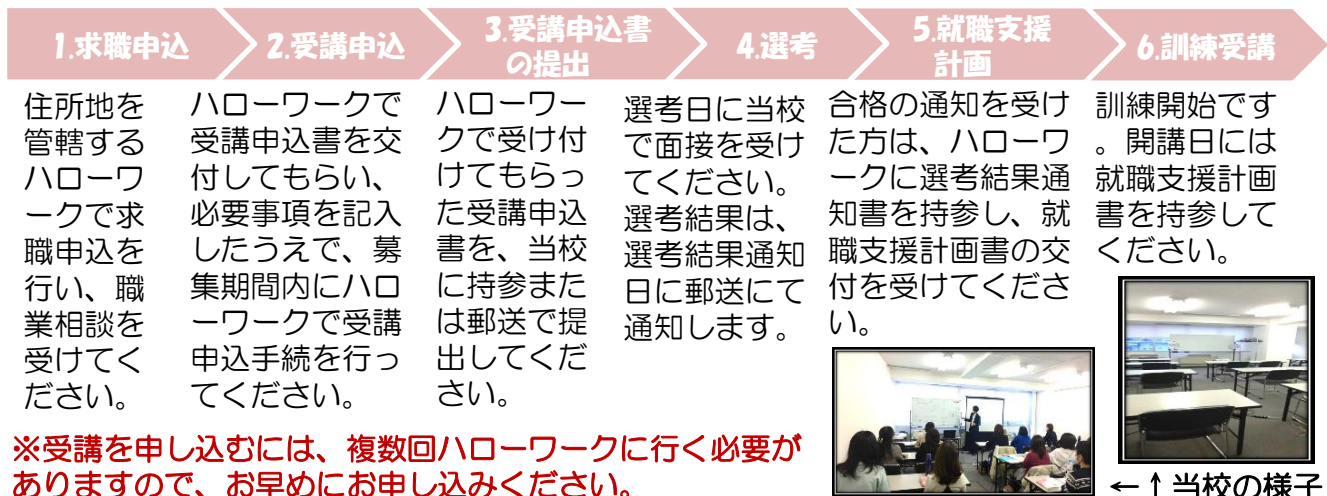 1.求職申込
2.受講申込
3.受講申込書
の提出
4.選考
5.就職支援
計画
6.訓練受講
住所地を
管轄する
ハローワ
ークで求
職申込を
行い、職
業相談を
受けてく
ださい。
ハローワークで
受講申込書を交
付してもらい、
必要事項を記入
したうえで、募
集期間内にハロ
ーワークで受講
申込手続を行っ
てください。
ハローワー
クで受け付
けてもらっ
た受講申込
書を、当校
に持参また
は郵送で提
出してくだ
さい。
選考日に当校
で面接を受け
てください。
選考結果は、
選考結果通知
日に郵送にて
通知します。
合格の通知を受け
た方は、ハローワ
ークに選考結果通
知書を持参し、就
職支援計画書の交
付を受けてくださ
い。
訓練開始です
。開講日には
就職支援計画
書を持参して
ください。
※受講を申し込むには、複数回ハローワークに行く必要が
ありますので、お早めにお申し込みください。
←↑当校の様子